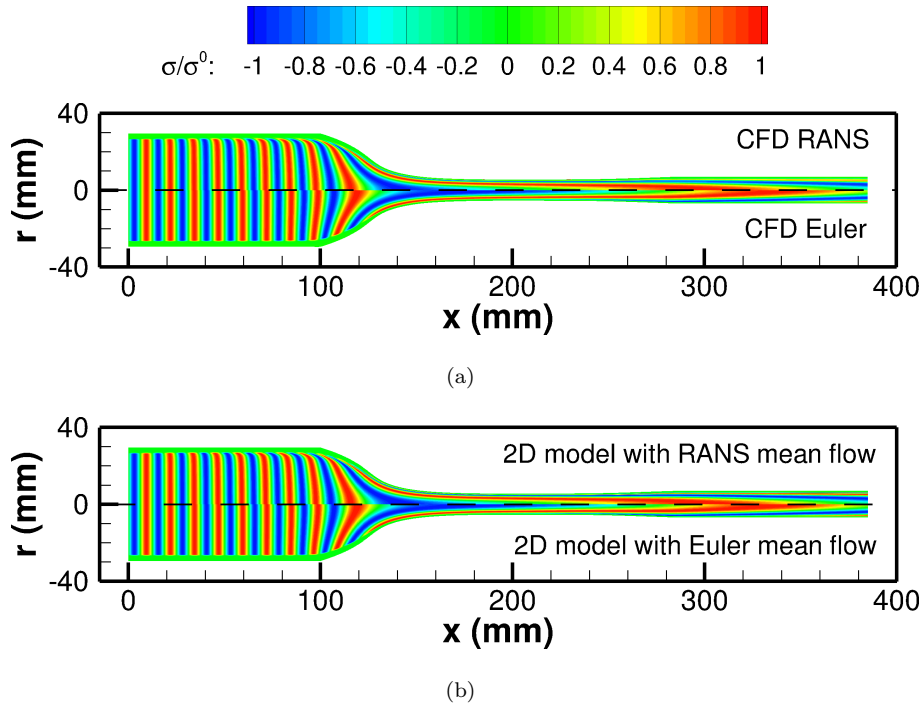 σ/σ⁰: -1 -0.8 -0.6 -0.4 -0.2 0 0.2 0.4 0.6 0.8 1
40
CFD RANS
r (mm)
0
CFD Euler
-40
0 100 200 300 400
x (mm)
(a)
40
2D model with RANS mean flow
r (mm)
0
2D model with Euler mean flow
-40
0 100 200 300 400
x (mm)
(b)